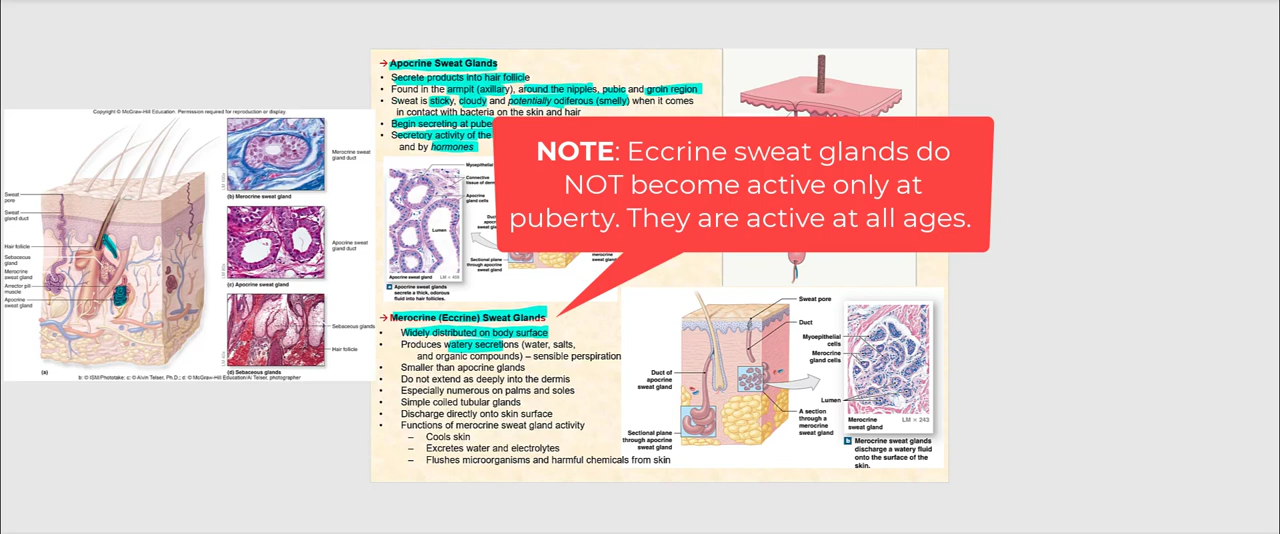 Copyright © McGraw-Hill Education. Permission required for reproduction or display.
Sweat
pore
Sweat
gland duct
Hair follicle
Sebaceous
gland
Merocrine
sweat gland
Arrector pili
muscle
Apocrine
sweat gland
(a)
Merocrine sweat
gland duct
(b) Merocrine sweat gland
Apocrine sweat
gland duct
(c) Apocrine sweat gland
Sebaceous glands
Hair follicle
(d) Sebaceous glands
b: © ISM/Phototake; c: © Alvin Telser, Ph.D.; d: © McGraw-Hill Education/Al Telser, photographer
→ Apocrine Sweat Glands
• Secrete products into hair follicle
• Found in the armpit (axillary), around the nipples, pubic and groin region
• Sweat is sticky, cloudy and potentially odiferous (smelly) when it comes
in contact with bacteria on the skin and hair
• Begin secreting at pube
• Secretory activity of the
and by hormones
NOTE: Eccrine sweat glands do
NOT become active only at
puberty. They are active at all ages.
Myoepithelial
Connective
tissue of derm
Apocrine
gland cells
Lumen
Duct
apocr
sweat g
Sectional plane
through apocrine
sweat gland
sweat gland
Apocrine sweat gland
LM × 459
a Apocrine sweat glands
secrete a thick, odorous
fluid into hair follicles.
→ Merocrine (Eccrine) Sweat Glands
• Widely distributed on body surface
• Produces watery secretions (water, salts,
and organic compounds) – sensible perspiration
• Smaller than apocrine glands
• Do not extend as deeply into the dermis
• Especially numerous on palms and soles
• Simple coiled tubular glands
• Discharge directly onto skin surface
• Functions of merocrine sweat gland activity
– Cools skin
– Excretes water and electrolytes
– Flushes microorganisms and harmful chemicals from skin
Sweat pore
Duct
Myoepithelial
cells
Merocrine
gland cells
Duct of
apocrine
sweat gland
Lumen
A section
through a
merocrine
sweat gland
Sectional plane
through apocrine
sweat gland
Merocrine
sweat gland
LM × 243
b Merocrine sweat glands
discharge a watery fluid
onto the surface of the
skin.